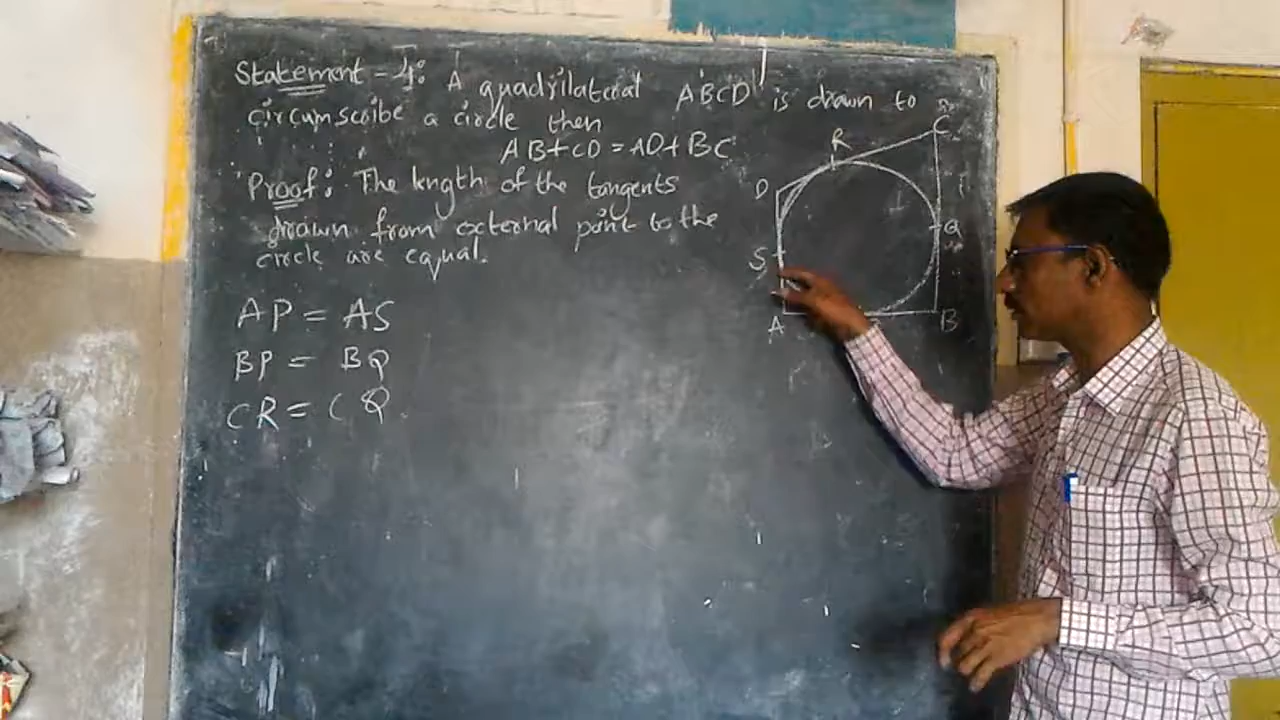 Statement - 4: A quadrilateral ABCD is drawn to
circumscribe a circle then
AB+CD = AD+BC
Proof: The length of the tangents
drawn from external point to the
circle are equal.
AP = AS
BP = BQ
CR = CQ
C
R
D
Q
S
A
B